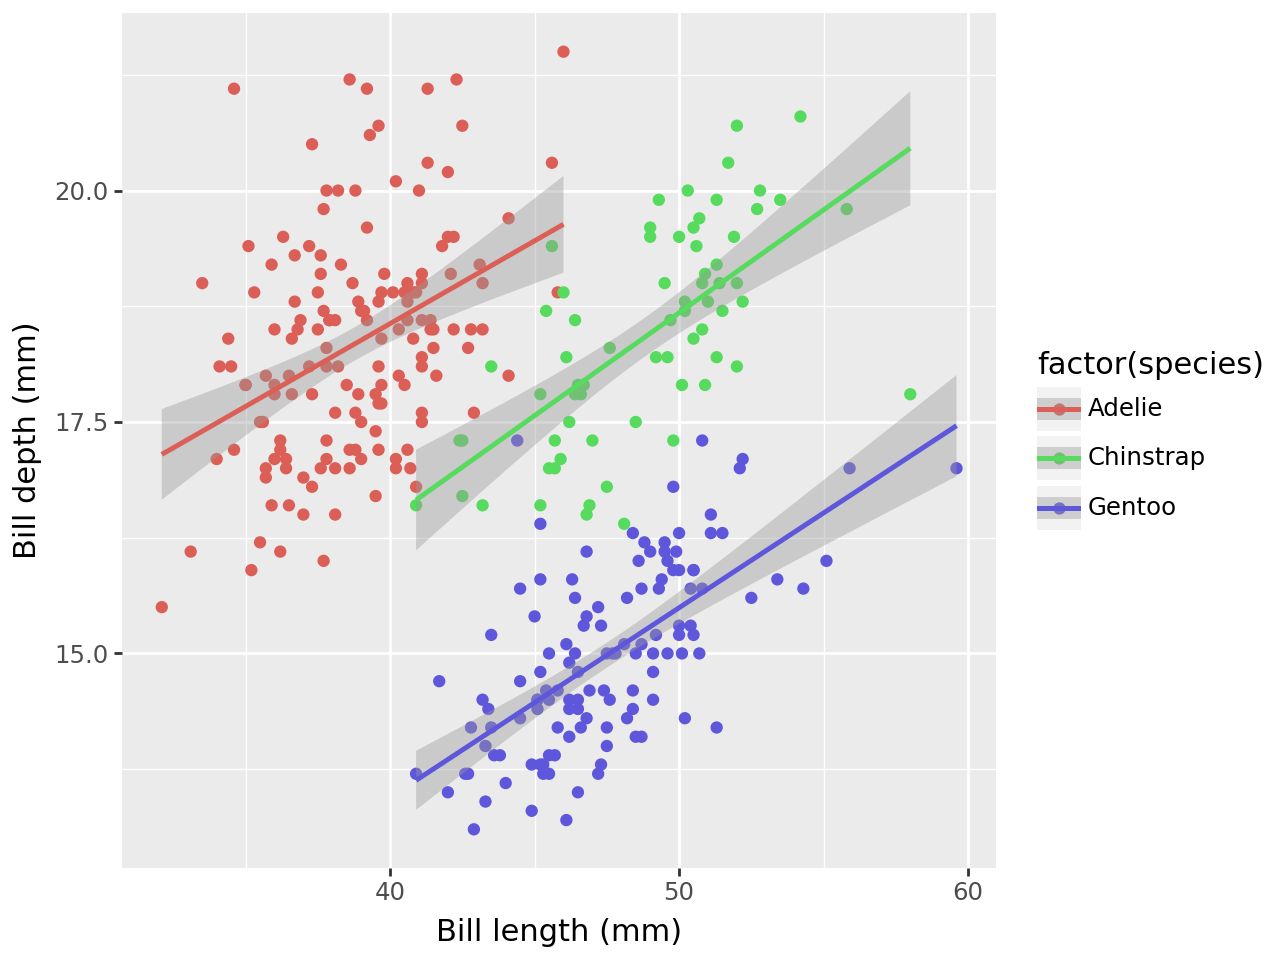 Bill depth (mm)
20.0
17.5
15.0
40
50
60
Bill length (mm)
factor(species)
Adelie
Chinstrap
Gentoo